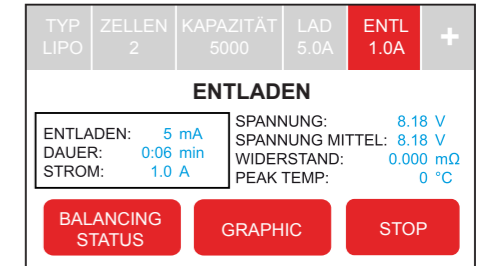 TYP ZELLEN KAPAZITÄT LAD ENTL +
LIPO 2 5000 5.0A 1.0A
ENTLADEN
ENTLADEN: 5 mA
DAUER: 0:06 min
STROM: 1.0 A
SPANNUNG: 8.18 V
SPANNUNG MITTEL: 8.18 V
WIDERSTAND: 0.000 mΩ
PEAK TEMP: 0 °C
BALANCING
STATUS
GRAPHIC
STOP